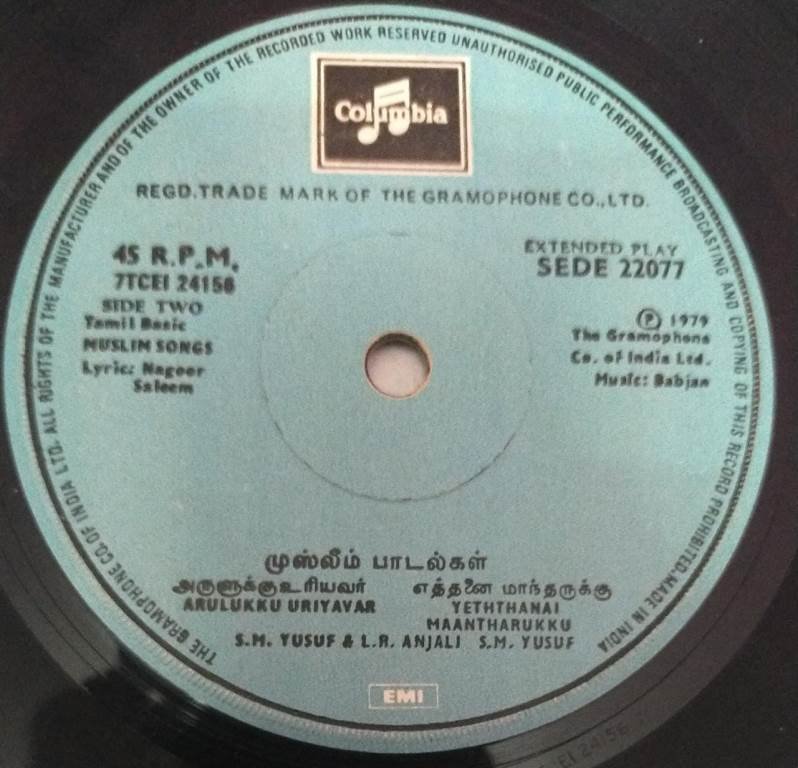 THE GRAMOPHONE CO. OF INDIA LTD. ALL RIGHTS OF THE MANUFACTURER AND OF THE OWNER OF THE RECORDED WORK RESERVED UNAUTHORISED PUBLIC PERFORMANCE BROADCASTING AND COPYING OF THIS RECORD PROHIBITED. MADE IN INDIA
Columbia
REGD. TRADE MARK OF THE GRAMOPHONE CO., LTD.
45 R.P.M.
7TCEI 24156
SIDE TWO
Tamil Basic
MUSLIM SONGS
Lyric: Nagoor
Saleem
EXTENDED PLAY
SEDE 22077
Ⓟ 1979
The Gramophone
Co. of India Ltd.
Music: Babjan
முஸ்லீம் பாடல்கள்
அருளுக்குஉரியவர் எத்தனை மாந்தருக்கு
ARULUKKU URIYAVAR YETHTHANAI
MAANTHARUKKU
S.M. YUSUF & L.R. ANJALI S.M. YUSUF
EMI